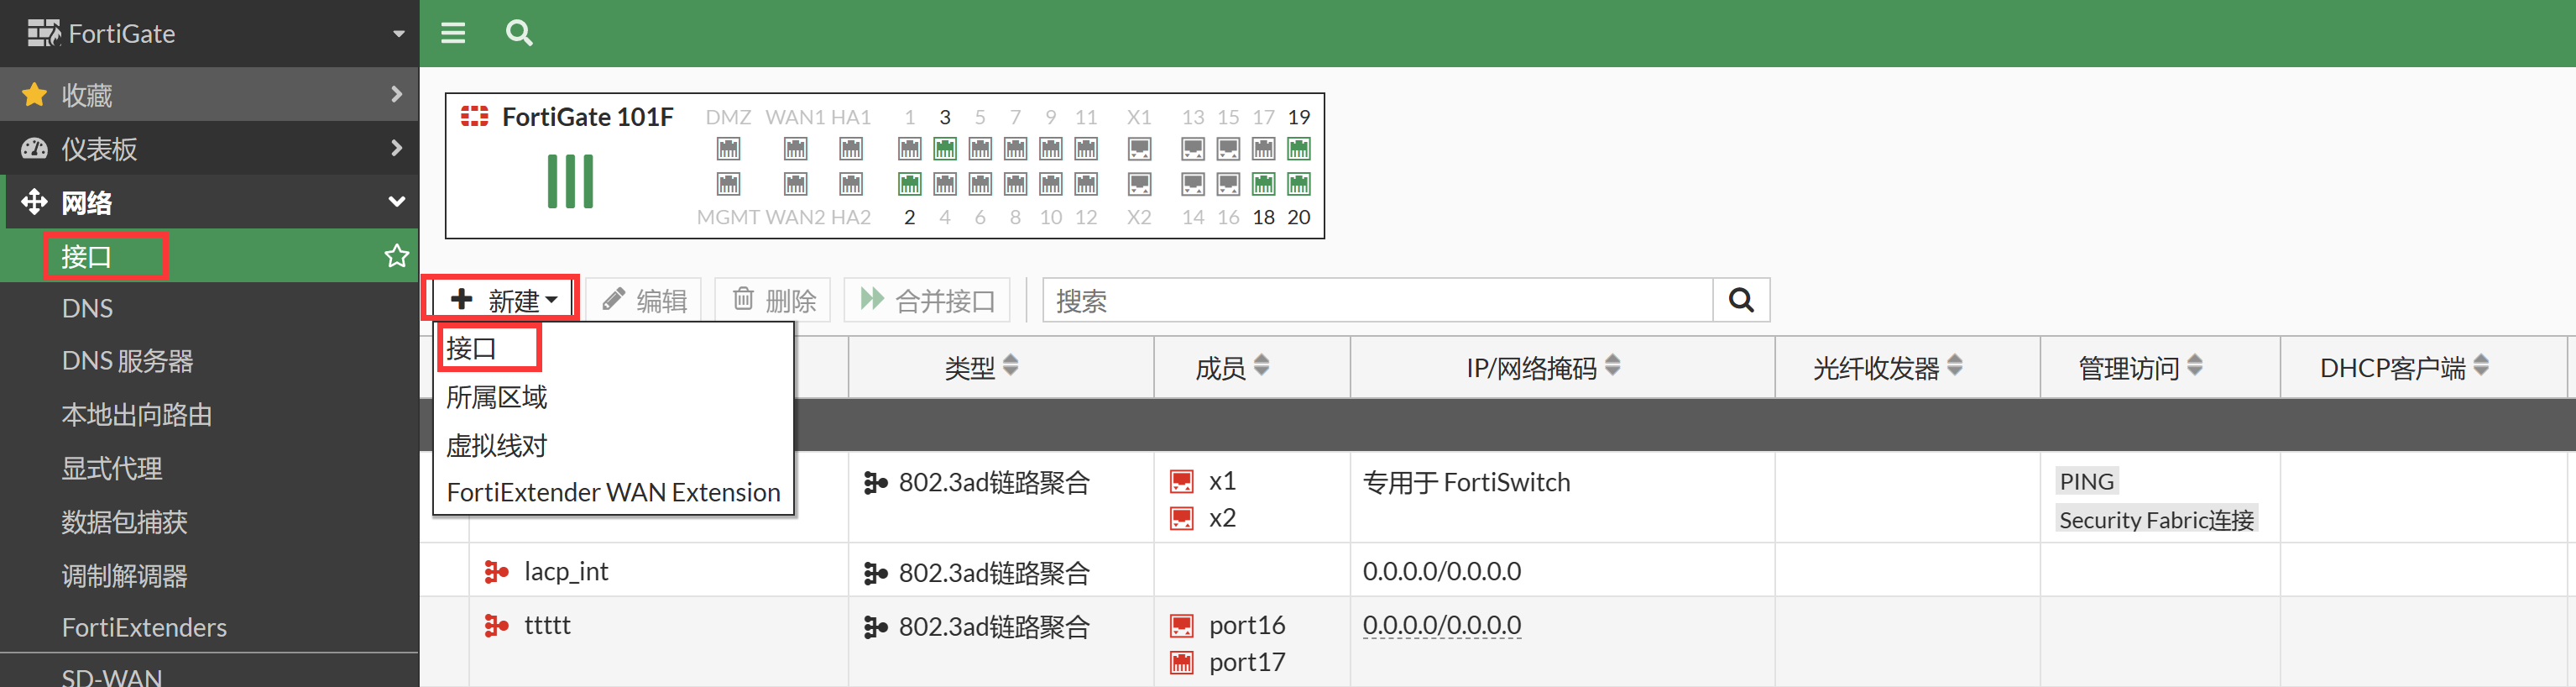 FortiGate
收藏
仪表板
网络
接口
DNS
DNS 服务器
本地出向路由
显式代理
数据包捕获
调制解调器
FortiExtenders
SD-WAN
FortiGate 101F
DMZ WAN1 HA1 1 3 5 7 9 11 X1 13 15 17 19
MGMT WAN2 HA2 2 4 6 8 10 12 X2 14 16 18 20
新建 编辑 删除 合并接口 搜索
接口
所属区域
虚拟线对
FortiExtender WAN Extension
类型 成员 IP/网络掩码 光纤收发器 管理访问 DHCP客户端
802.3ad链路聚合 x1 专用于 FortiSwitch PING
x2 Security Fabric连接
lacp_int 802.3ad链路聚合 0.0.0.0/0.0.0.0
ttttt 802.3ad链路聚合 port16 0.0.0.0/0.0.0.0
port17